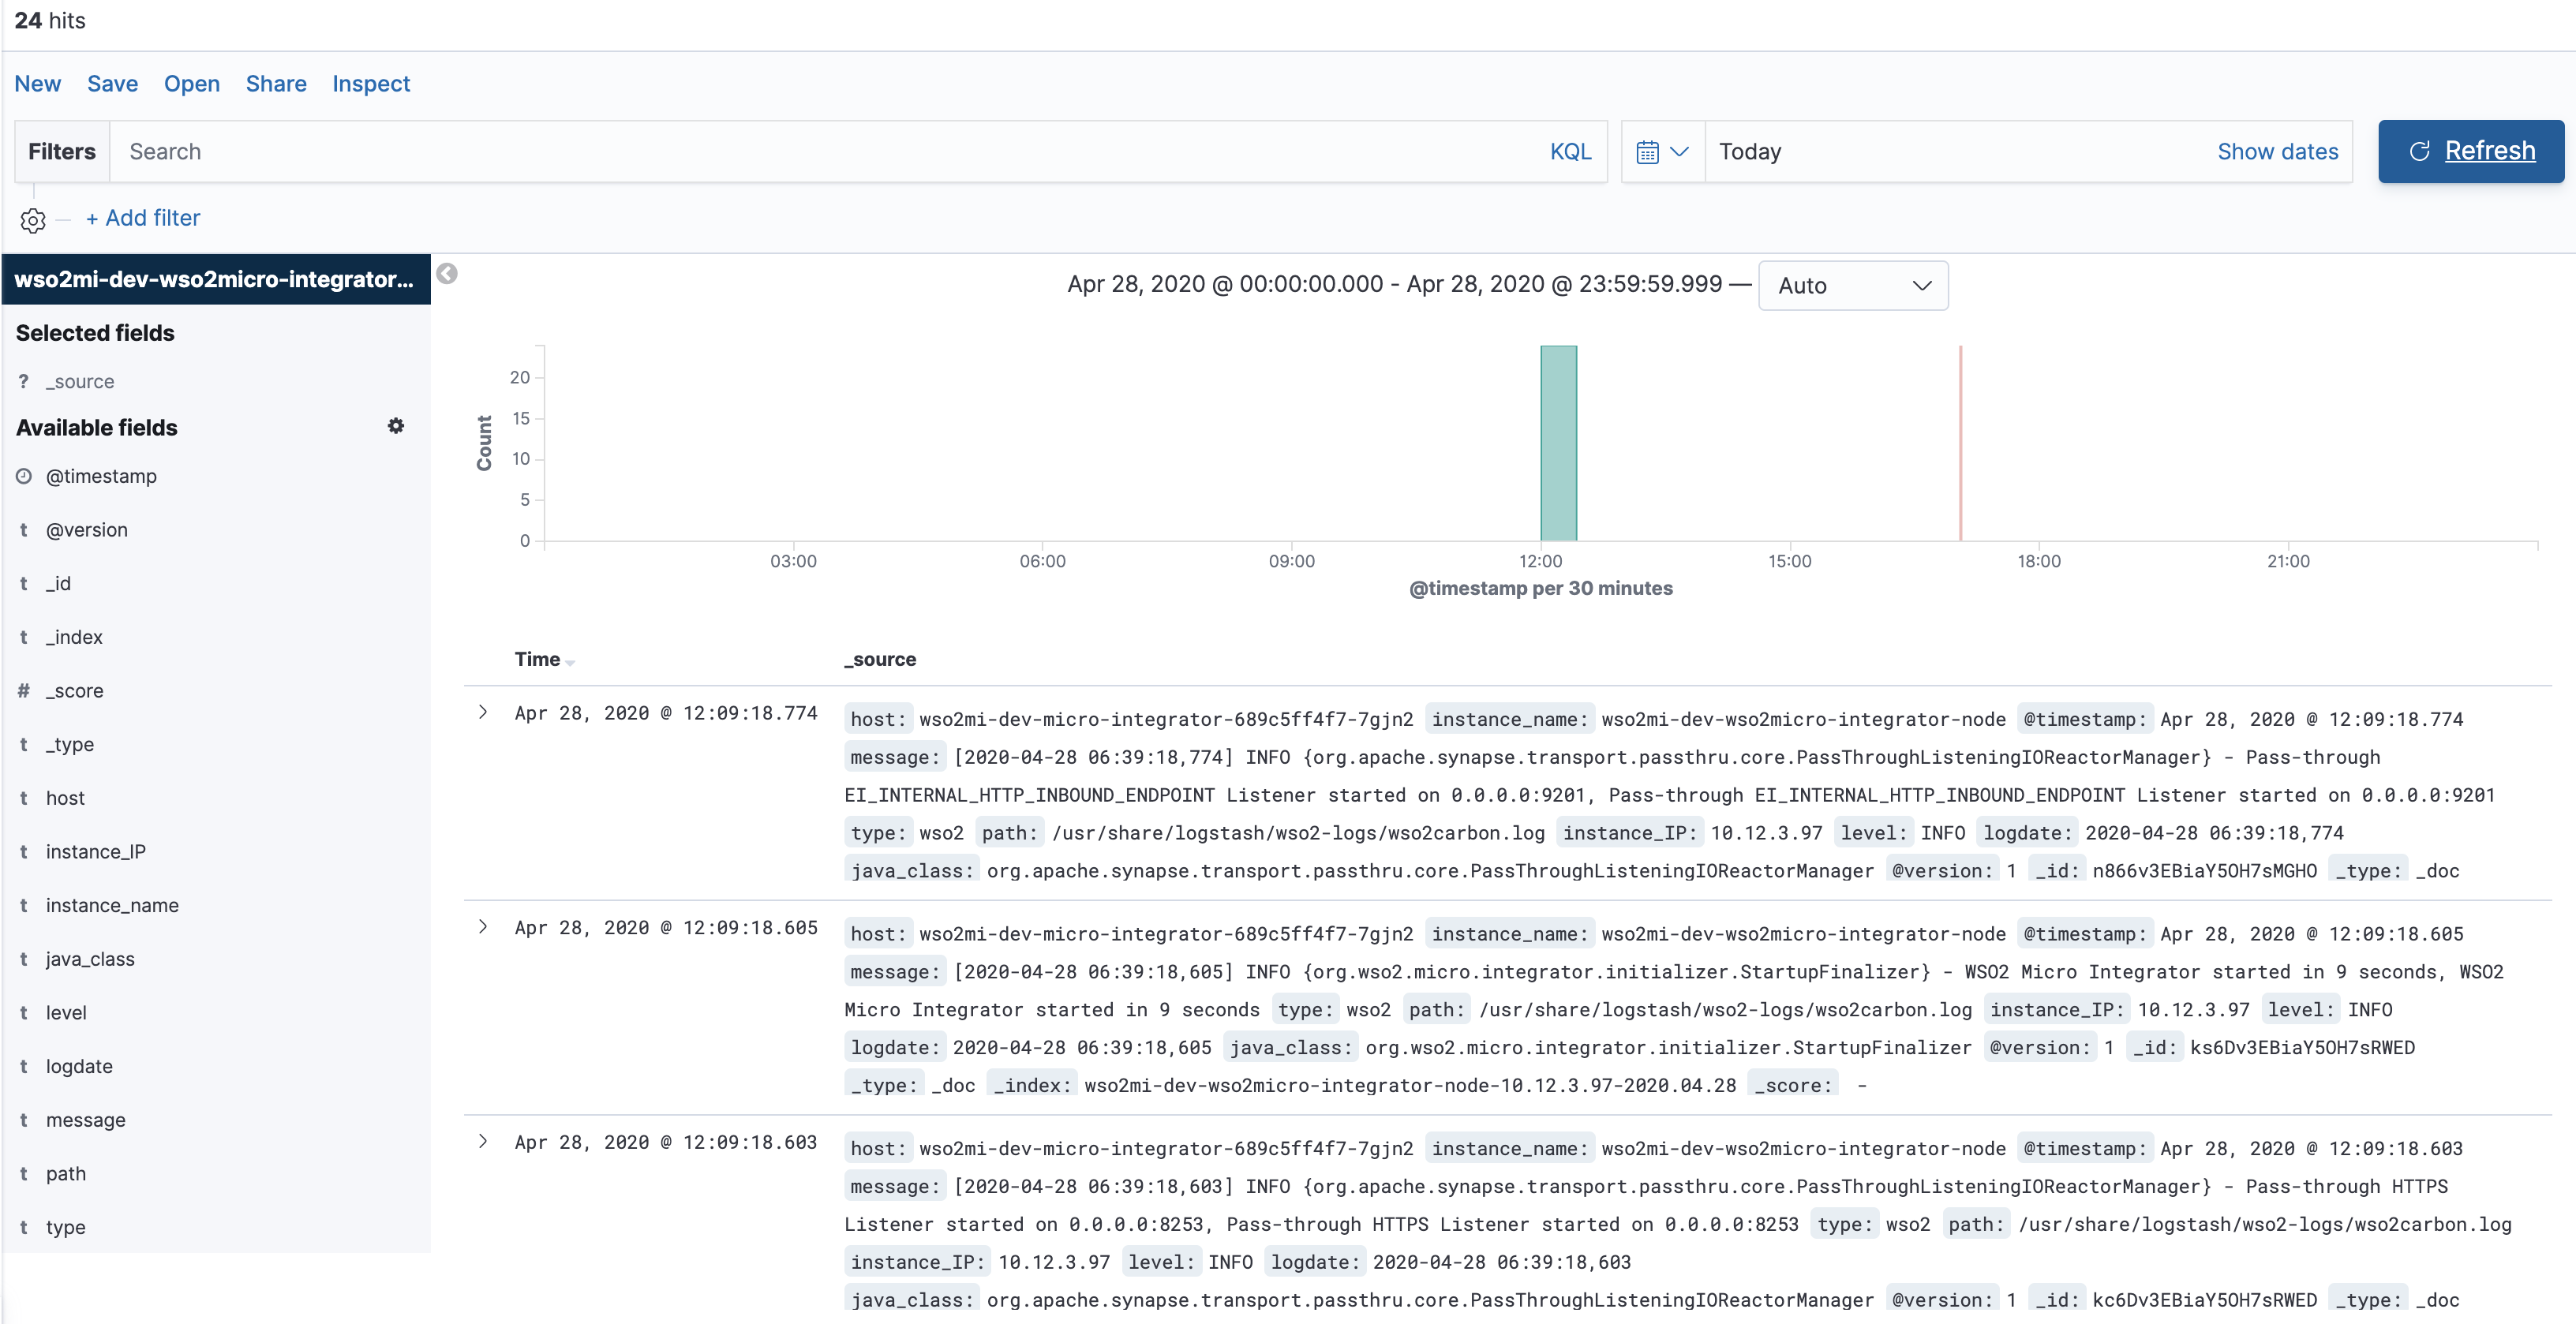 24 hits
New Save Open Share Inspect
Filters Search KQL Today Show dates Refresh
+ Add filter
wso2mi-dev-wso2micro-integrator...
Selected fields
? _source
Available fields
@timestamp
t @version
t _id
t _index
# _score
t _type
t host
t instance_IP
t instance_name
t java_class
t level
t logdate
t message
t path
t type
Apr 28, 2020 @ 00:00:00.000 - Apr 28, 2020 @ 23:59:59.999 — Auto
Count
20
15
10
5
0
03:00 06:00 09:00 12:00 15:00 18:00 21:00
@timestamp per 30 minutes
Time _source
Apr 28, 2020 @ 12:09:18.774 host: wso2mi-dev-micro-integrator-689c5ff4f7-7gjn2 instance_name: wso2mi-dev-wso2micro-integrator-node @timestamp: Apr 28, 2020 @ 12:09:18.774
message: [2020-04-28 06:39:18,774] INFO {org.apache.synapse.transport.passthru.core.PassThroughListeningIOReactorManager} - Pass-through
EI_INTERNAL_HTTP_INBOUND_ENDPOINT Listener started on 0.0.0.0:9201, Pass-through EI_INTERNAL_HTTP_INBOUND_ENDPOINT Listener started on 0.0.0.0:9201
type: wso2 path: /usr/share/logstash/wso2-logs/wso2carbon.log instance_IP: 10.12.3.97 level: INFO logdate: 2020-04-28 06:39:18,774
java_class: org.apache.synapse.transport.passthru.core.PassThroughListeningIOReactorManager @version: 1 _id: n866v3EBiaY5OH7sMGHO _type: _doc
Apr 28, 2020 @ 12:09:18.605 host: wso2mi-dev-micro-integrator-689c5ff4f7-7gjn2 instance_name: wso2mi-dev-wso2micro-integrator-node @timestamp: Apr 28, 2020 @ 12:09:18.605
message: [2020-04-28 06:39:18,605] INFO {org.wso2.micro.integrator.initializer.StartupFinalizer} - WSO2 Micro Integrator started in 9 seconds, WSO2
Micro Integrator started in 9 seconds type: wso2 path: /usr/share/logstash/wso2-logs/wso2carbon.log instance_IP: 10.12.3.97 level: INFO
logdate: 2020-04-28 06:39:18,605 java_class: org.wso2.micro.integrator.initializer.StartupFinalizer @version: 1 _id: ks6Dv3EBiaY5OH7sRWED
_type: _doc _index: wso2mi-dev-wso2micro-integrator-node-10.12.3.97-2020.04.28 _score: -
Apr 28, 2020 @ 12:09:18.603 host: wso2mi-dev-micro-integrator-689c5ff4f7-7gjn2 instance_name: wso2mi-dev-wso2micro-integrator-node @timestamp: Apr 28, 2020 @ 12:09:18.603
message: [2020-04-28 06:39:18,603] INFO {org.apache.synapse.transport.passthru.core.PassThroughListeningIOReactorManager} - Pass-through HTTPS
Listener started on 0.0.0.0:8253, Pass-through HTTPS Listener started on 0.0.0.0:8253 type: wso2 path: /usr/share/logstash/wso2-logs/wso2carbon.log
instance_IP: 10.12.3.97 level: INFO logdate: 2020-04-28 06:39:18,603
java_class: org.apache.synapse.transport.passthru.core.PassThroughListeningIOReactorManager @version: 1 _id: kc6Dv3EBiaY5OH7sRWED _type: _doc